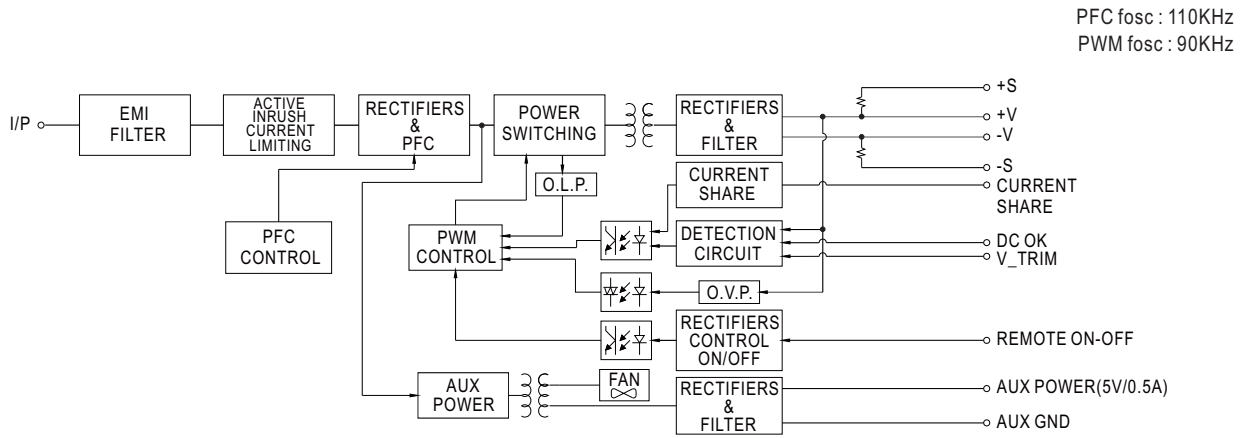 PFC fosc : 110KHz
PWM fosc : 90KHz
I/P
EMI
FILTER
ACTIVE
INRUSH
CURRENT
LIMITING
RECTIFIERS
&
PFC
POWER
SWITCHING
RECTIFIERS
&
FILTER
+S
+V
-V
-S
O.L.P.
CURRENT
SHARE
CURRENT
SHARE
PFC
CONTROL
PWM
CONTROL
DETECTION
CIRCUIT
DC OK
V_TRIM
O.V.P.
RECTIFIERS
CONTROL
ON/OFF
REMOTE ON-OFF
AUX
POWER
FAN
RECTIFIERS
&
FILTER
AUX POWER(5V/0.5A)
AUX GND